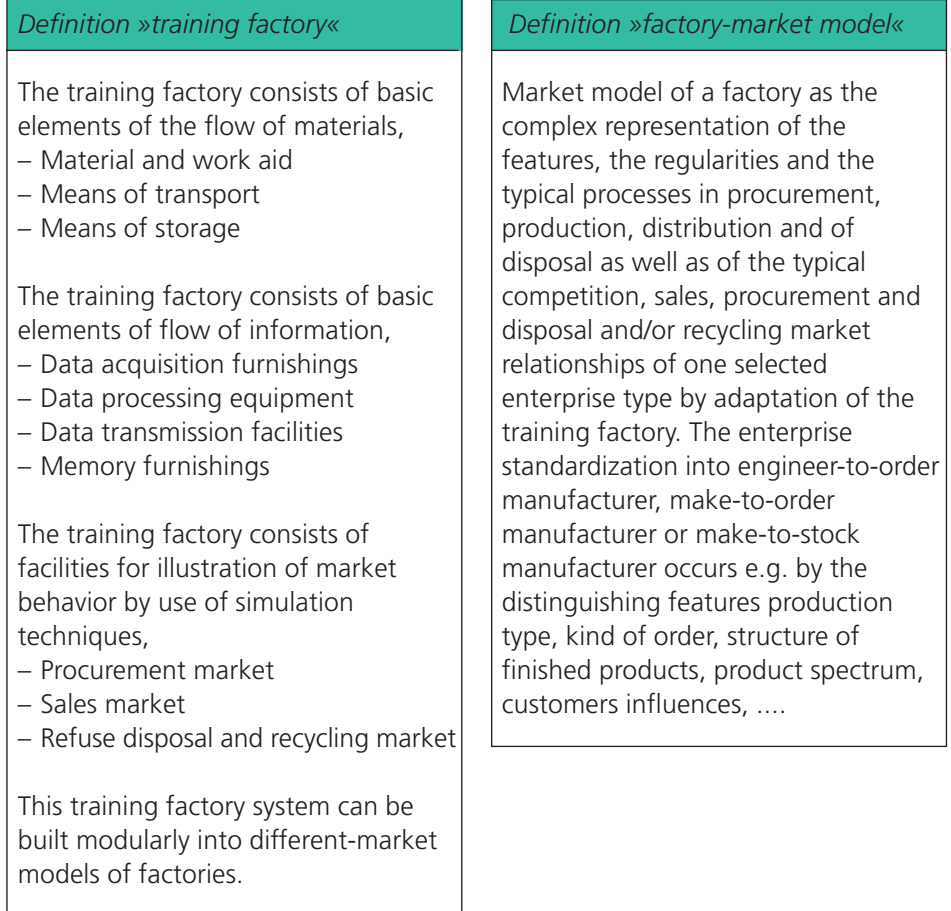 Definition »training factory«
The training factory consists of basic
elements of the flow of materials,
– Material and work aid
– Means of transport
– Means of storage
The training factory consists of basic
elements of flow of information,
– Data acquisition furnishings
– Data processing equipment
– Data transmission facilities
– Memory furnishings
The training factory consists of
facilities for illustration of market
behavior by use of simulation
techniques,
– Procurement market
– Sales market
– Refuse disposal and recycling market
This training factory system can be
built modularly into different-market
models of factories.
Definition »factory-market model«
Market model of a factory as the
complex representation of the
features, the regularities and the
typical processes in procurement,
production, distribution and of
disposal as well as of the typical
competition, sales, procurement and
disposal and/or recycling market
relationships of one selected
enterprise type by adaptation of the
training factory. The enterprise
standardization into engineer-to-order
manufacturer, make-to-order
manufacturer or make-to-stock
manufacturer occurs e.g. by the
distinguishing features production
type, kind of order, structure of
finished products, product spectrum,
customers influences, ....